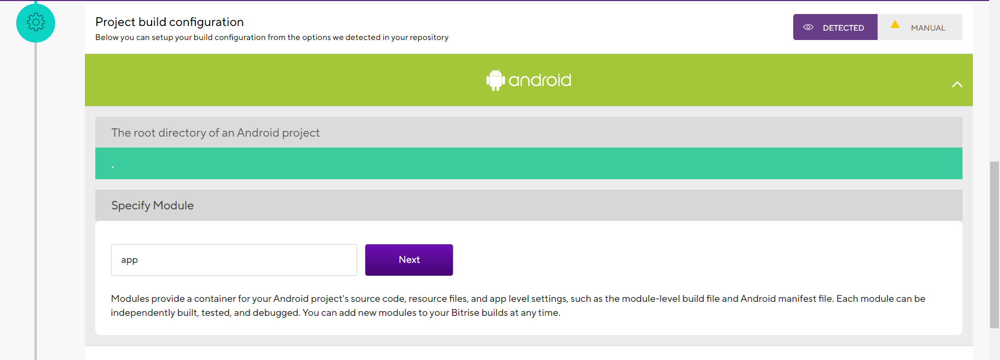 Project build configuration
Below you can setup your build configuration from the options we detected in your repository
DETECTED
MANUAL
android
The root directory of an Android project
.
Specify Module
app
Next
Modules provide a container for your Android project's source code, resource files, and app level settings, such as the module-level build file and Android manifest file. Each module can be
independently built, tested, and debugged. You can add new modules to your Bitrise builds at any time.